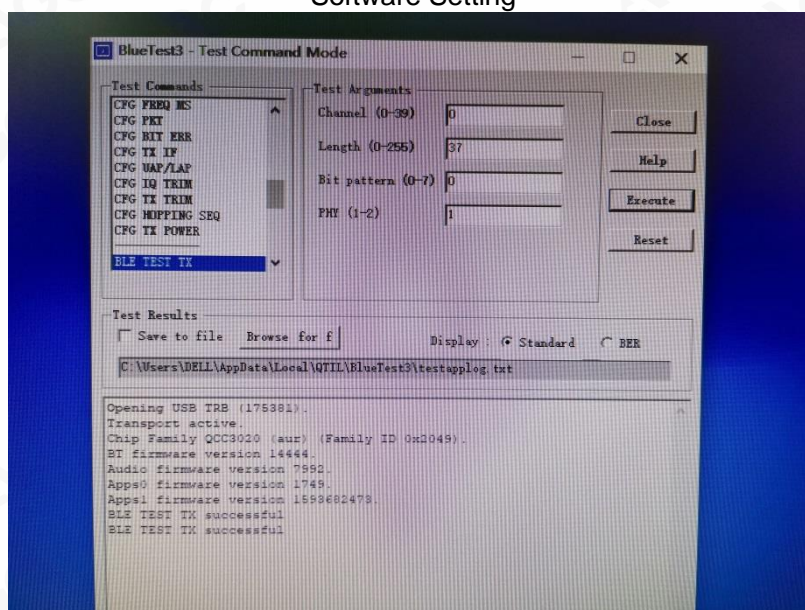 Software Setting
BlueTest3 - Test Command Mode
Test Commands
CFG FREQ MS
CFG PKT
CFG BIT ERR
CFG TX IF
CFG UAP/LAP
CFG IQ TRIM
CFG TX TRIM
CFG HOPPING SEQ
CFG TX POWER
BLE TEST TX
Test Arguments
Channel (0-39) 0
Length (0-255) 37
Bit pattern (0-7) 0
PHY (1-2) 1
Close
Help
Execute
Reset
Test Results
Save to file Browse for f Display : Standard BER
C:\Users\DELL\AppData\Local\QTIL\BlueTest3\testapplog.txt
Opening USB TRB (175381).
Transport active.
Chip Family QCC3020 (aur) (Family ID 0x2049).
BT firmware version 14444.
Audio firmware version 7992.
Apps0 firmware version 1749.
Apps1 firmware version 1593682473.
BLE TEST TX successful
BLE TEST TX successful